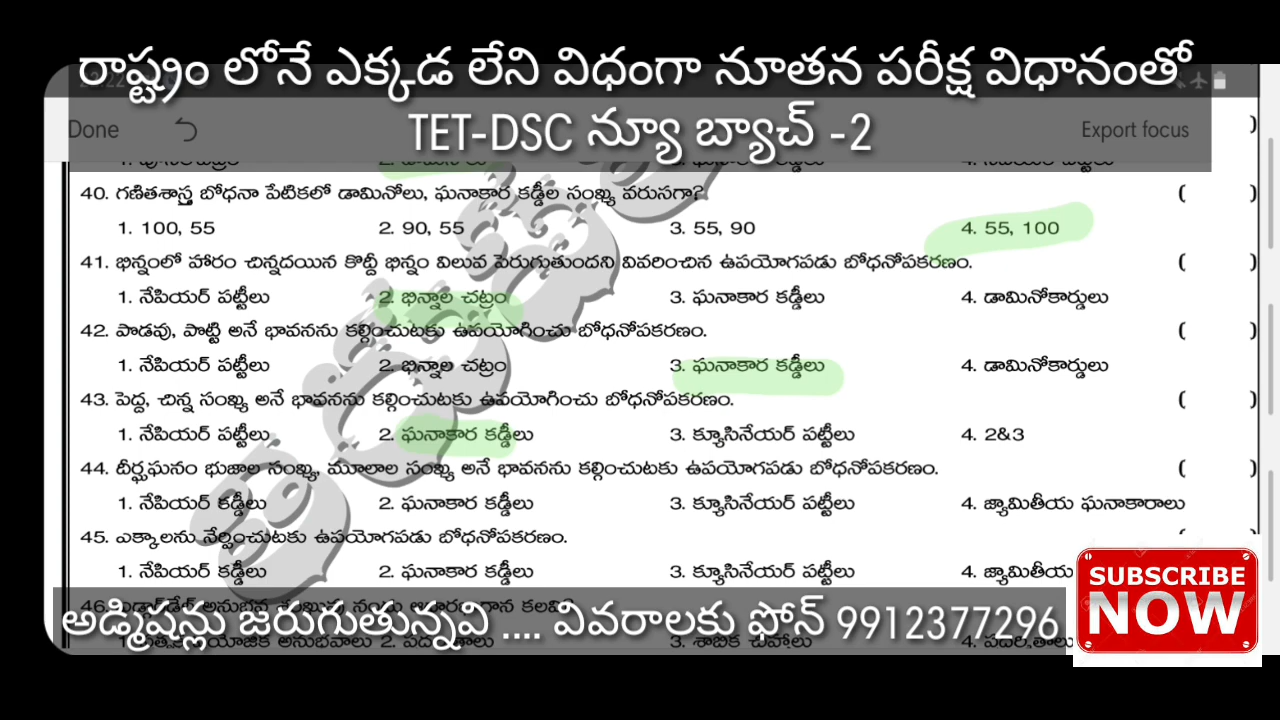 రాష్ట్రం లోనే ఎక్కడ లేని విధంగా నూతన పరీక్ష విధానంతో
TET-DSC న్యూ బ్యాచ్ -2
Done
Export focus
40. గణితశాస్త్ర బోధనా పేటికలో డామినోలు, ఘనాకార కడ్డీల సంఖ్య వరుసగా? ( )
1. 100, 55 2. 90, 55 3. 55, 90 4. 55, 100
41. భిన్నంలో హారం చిన్నదయిన కొద్దీ భిన్నం విలువ పెరుగుతుందని వివరించిన ఉపయోగపడు బోధనోపకరణం. ( )
1. నేపియర్ పట్టీలు 2. భిన్నాల చట్రం 3. ఘనాకార కడ్డీలు 4. డామినోకార్డులు
42. పొడవు, పొట్టి అనే భావనను కల్గించుటకు ఉపయోగించు బోధనోపకరణం. ( )
1. నేపియర్ పట్టీలు 2. భిన్నాల చట్రం 3. ఘనాకార కడ్డీలు 4. డామినోకార్డులు
43. పెద్ద, చిన్న సంఖ్య అనే భావనను కల్గించుటకు ఉపయోగించు బోధనోపకరణం. ( )
1. నేపియర్ పట్టీలు 2. ఘనాకార కడ్డీలు 3. క్యూసినేయర్ పట్టీలు 4. 2&3
44. దీర్ఘఘనం భుజాల సంఖ్య, మూలాల సంఖ్య అనే భావనను కల్గించుటకు ఉపయోగపడు బోధనోపకరణం. ( )
1. నేపియర్ కడ్డీలు 2. ఘనాకార కడ్డీలు 3. క్యూసినేయర్ పట్టీలు 4. జ్యామితీయ ఘనాకారాలు
45. ఎక్కాలను నేర్పించుటకు ఉపయోగపడు బోధనోపకరణం.
1. నేపియర్ కడ్డీలు 2. ఘనాకార కడ్డీలు 3. క్యూసినేయర్ పట్టీలు 4. జ్యామితీయ
అడ్మిషన్లు జరుగుతున్నవి .... వివరాలకు ఫోన్ 9912377296
SUBSCRIBE
NOW